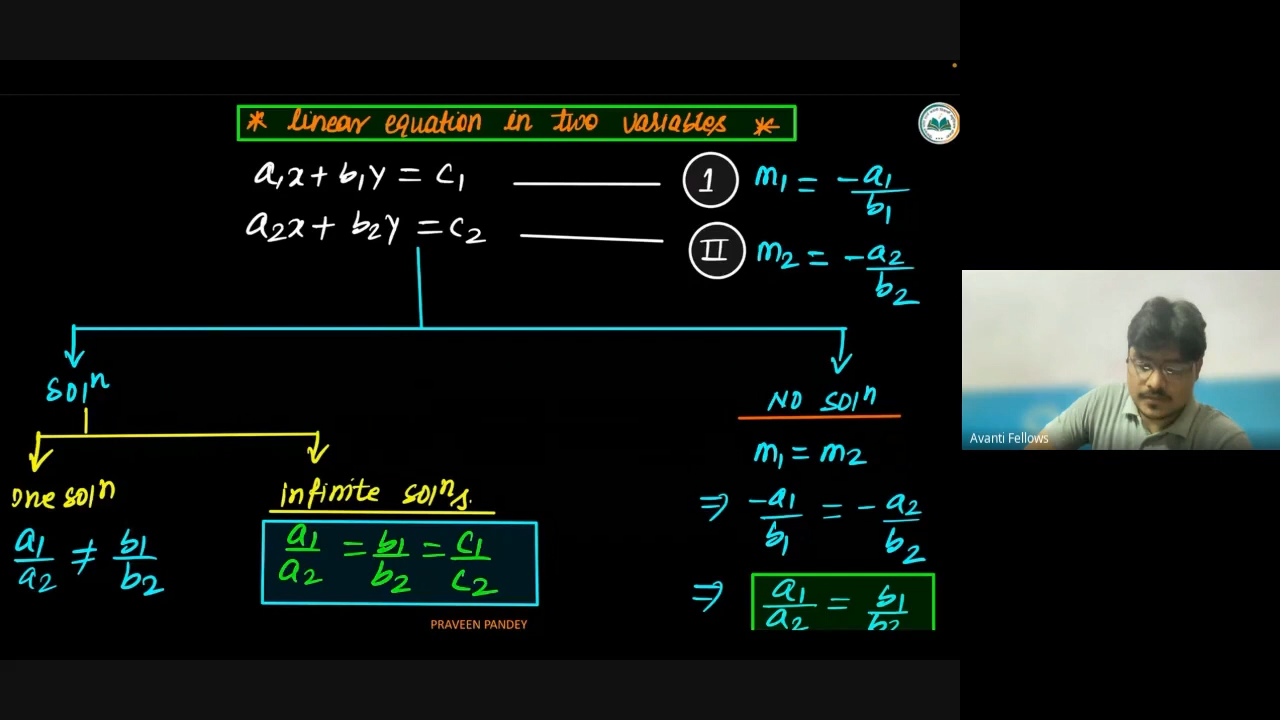 * linear equation in two variables *
a₁x + b₁y = c₁ ——— I m₁ = -a₁/b₁
a₂x + b₂y = c₂ ——— II m₂ = -a₂/b₂
solⁿ
NO solⁿ
m₁ = m₂
⇒ -a₁/b₁ = -a₂/b₂
⇒ a₁/a₂ = b₁/b₂
one solⁿ
a₁/a₂ ≠ b₁/b₂
infinite solⁿs.
a₁/a₂ = b₁/b₂ = c₁/c₂
PRAVEEN PANDEY
Avanti Fellows